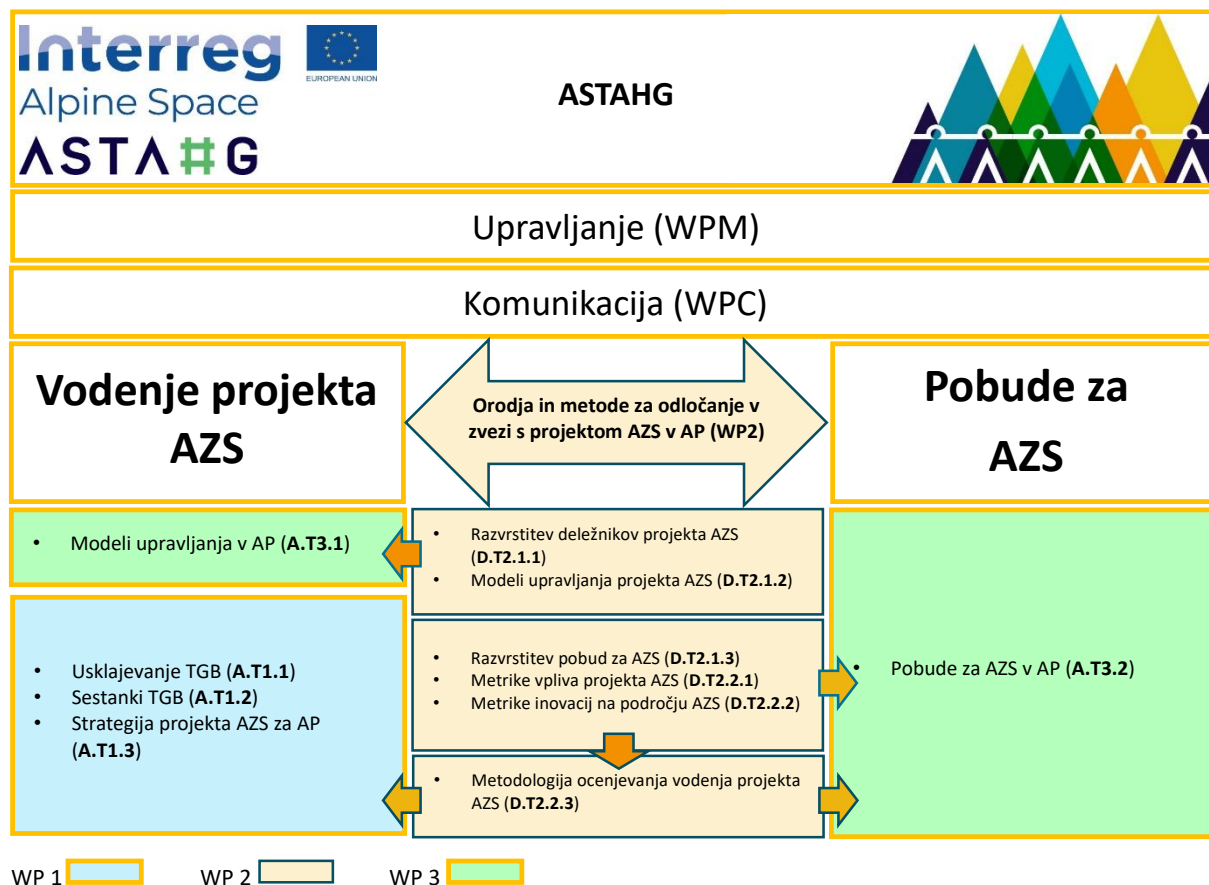 Interreg
EUROPEAN UNION
Alpine Space
ASTA#G
ASTAHG
Upravljanje (WPM)
Komunikacija (WPC)
Vodenje projekta
AZS
Orodja in metode za odločanje v
zvezi s projektom AZS v AP (WP2)
Pobude za
AZS
• Modeli upravljanja v AP (A.T3.1)
• Razvrstitev deležnikov projekta AZS
(D.T2.1.1)
• Modeli upravljanja projekta AZS (D.T2.1.2)
• Usklajevanje TGB (A.T1.1)
• Sestanki TGB (A.T1.2)
• Strategija projekta AZS za AP
(A.T1.3)
• Razvrstitev pobud za AZS (D.T2.1.3)
• Metrike vpliva projekta AZS (D.T2.2.1)
• Metrike inovacij na področju AZS (D.T2.2.2)
• Pobude za AZS v AP (A.T3.2)
• Metodologija ocenjevanja vodenja projekta
AZS (D.T2.2.3)
WP 1
WP 2
WP 3